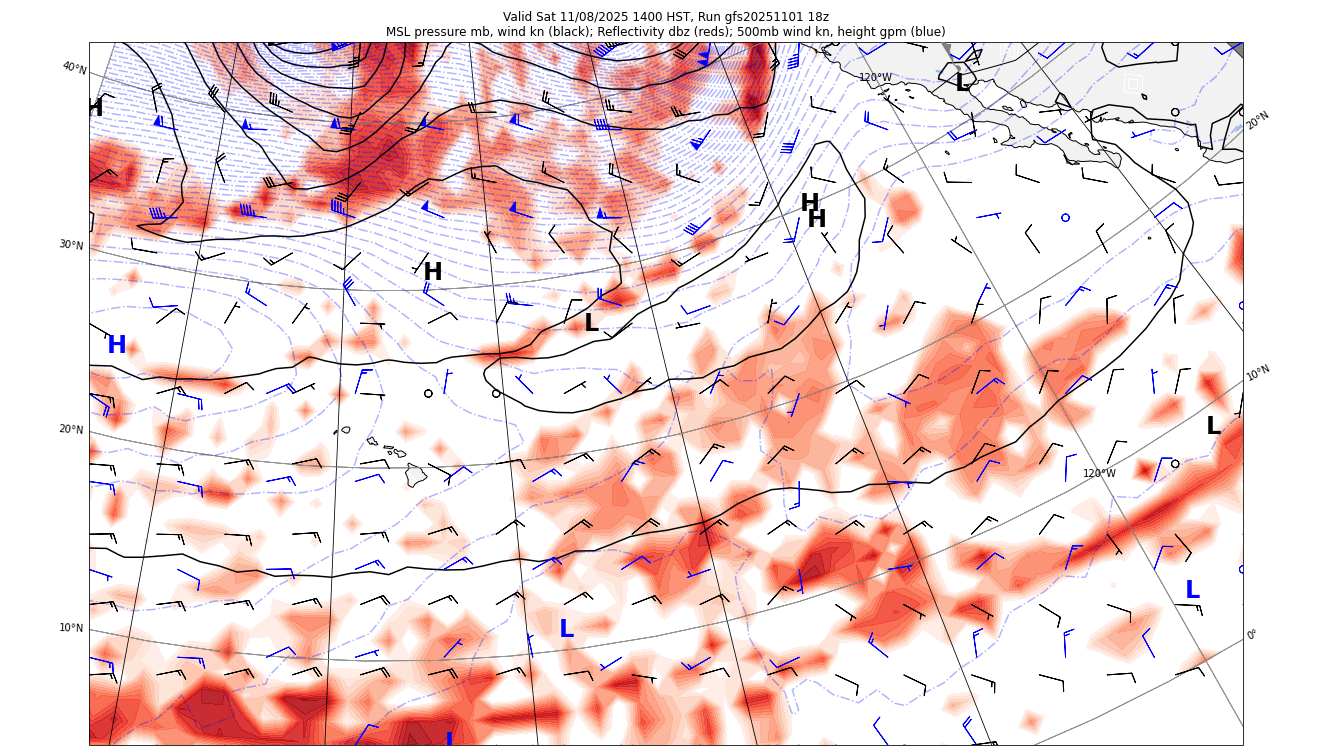 Valid Sat 11/08/2025 1400 HST, Run gfs20251101 18z
MSL pressure mb, wind kn (black); Reflectivity dbz (reds); 500mb wind kn, height gpm (blue)
40°N
120°W
L
H
20°N
H
H
30°N
H
L
H
10°N
20°N
L
120°W
L
10°N
L
0°
L